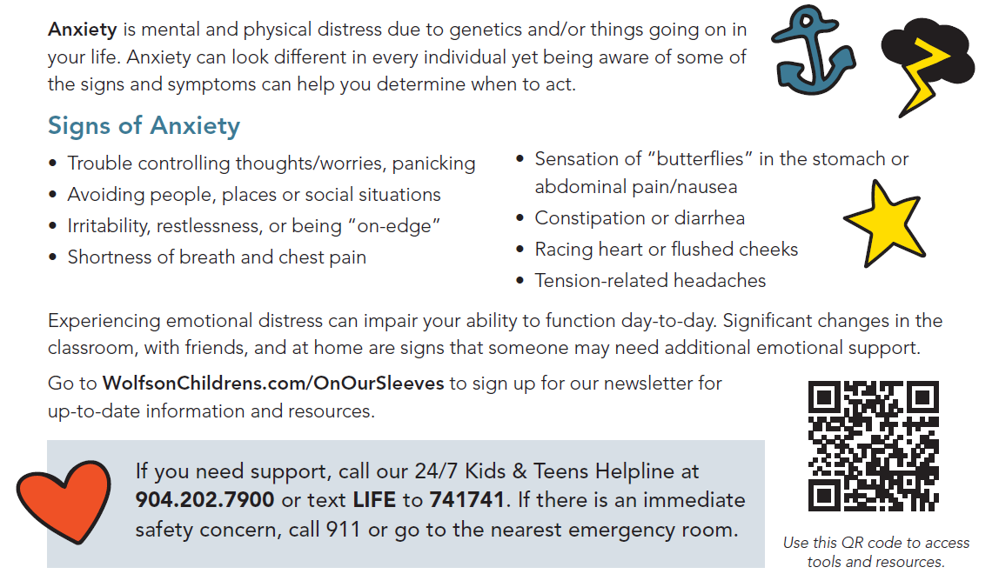 Anxiety is mental and physical distress due to genetics and/or things going on in
your life. Anxiety can look different in every individual yet being aware of some of
the signs and symptoms can help you determine when to act.
Signs of Anxiety
• Trouble controlling thoughts/worries, panicking
• Avoiding people, places or social situations
• Irritability, restlessness, or being “on-edge”
• Shortness of breath and chest pain
• Sensation of “butterflies” in the stomach or
abdominal pain/nausea
• Constipation or diarrhea
• Racing heart or flushed cheeks
• Tension-related headaches
Experiencing emotional distress can impair your ability to function day-to-day. Significant changes in the
classroom, with friends, and at home are signs that someone may need additional emotional support.
Go to WolfsonChildrens.com/OnOurSleeves to sign up for our newsletter for
up-to-date information and resources.
If you need support, call our 24/7 Kids & Teens Helpline at
904.202.7900 or text LIFE to 741741. If there is an immediate
safety concern, call 911 or go to the nearest emergency room.
Use this QR code to access
tools and resources.